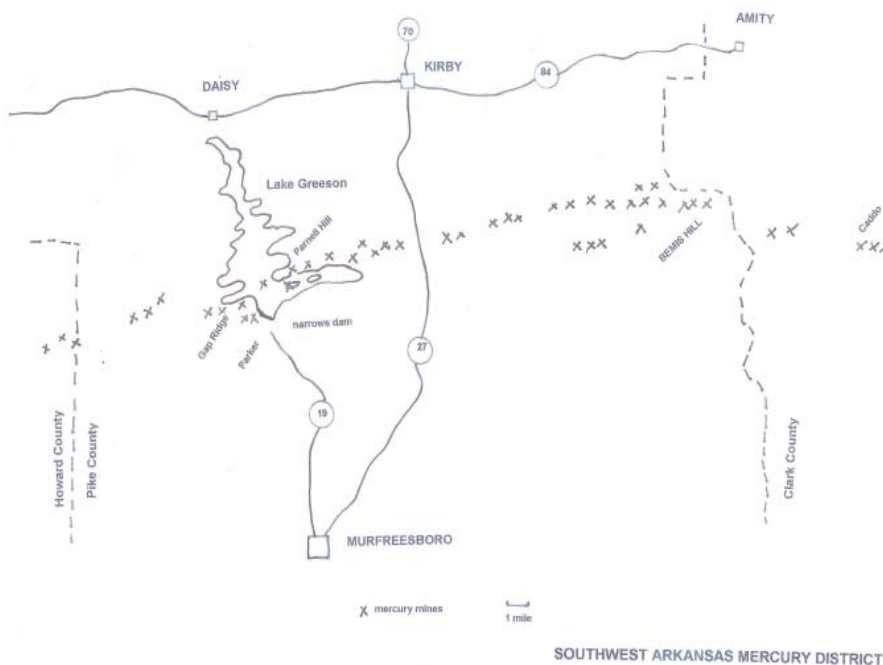 AMITY
70
KIRBY
84
DAISY
Lake Greeson
Parnell Hill
Caddo
BEMIS HILL
narrows dam
Gap Ridge
Parker
27
19
Howard County
Pike County
Clark County
MURFREESBORO
X mercury mines
1 mile
SOUTHWEST ARKANSAS MERCURY DISTRICT